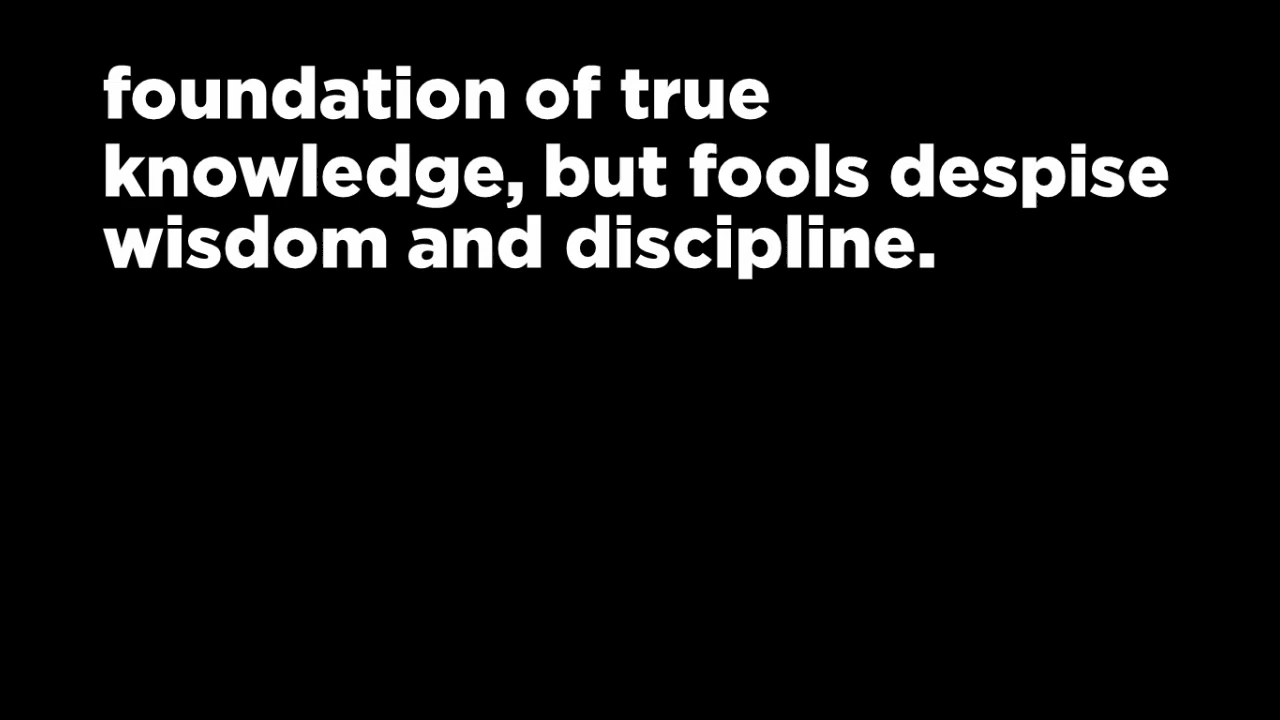 foundation of true
knowledge, but fools despise
wisdom and discipline.